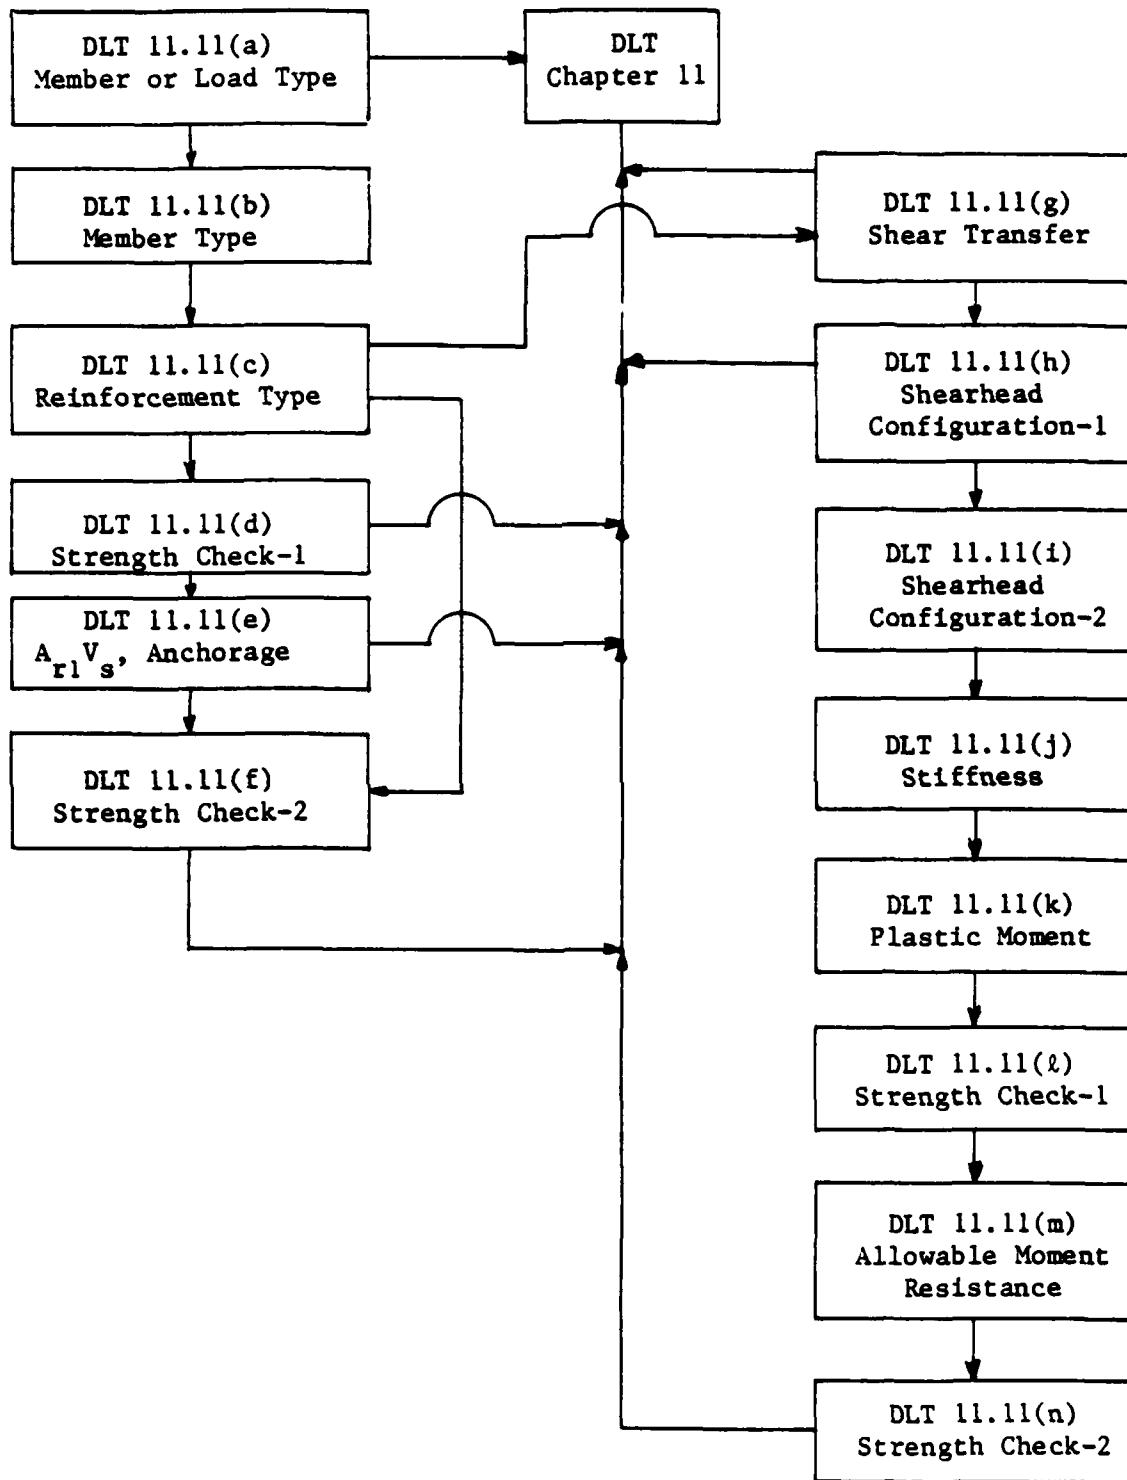 DLT 11.11(a)
Member or Load Type
DLT
Chapter 11
DLT 11.11(b)
Member Type
DLT 11.11(c)
Reinforcement Type
DLT 11.11(d)
Strength Check-1
DLT 11.11(e)
Ar1Vs, Anchorage
DLT 11.11(f)
Strength Check-2
DLT 11.11(g)
Shear Transfer
DLT 11.11(h)
Shearhead
Configuration-1
DLT 11.11(i)
Shearhead
Configuration-2
DLT 11.11(j)
Stiffness
DLT 11.11(k)
Plastic Moment
DLT 11.11(ℓ)
Strength Check-1
DLT 11.11(m)
Allowable Moment
Resistance
DLT 11.11(n)
Strength Check-2